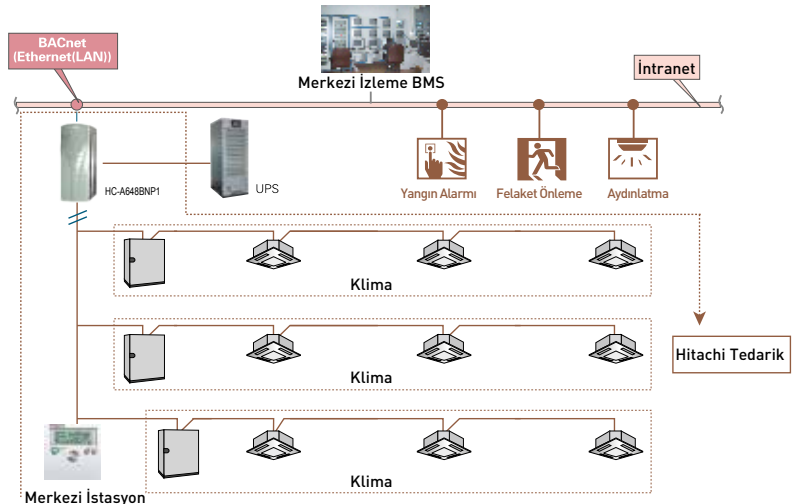 BACnet
(Ethernet(LAN))
Merkezi İzleme BMS
İntranet
HC-A648BNP1
UPS
Yangın Alarmı
Felaket Önleme
Aydınlatma
Klima
Klima
Hitachi Tedarik
Klima
Merkezi İstasyon